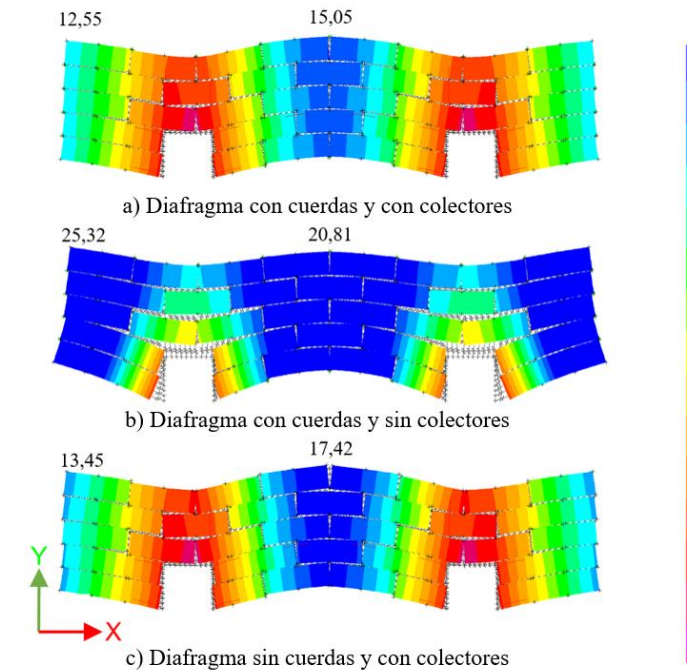 12,55 15,05
a) Diafragma con cuerdas y con colectores
25,32 20,81
b) Diafragma con cuerdas y sin colectores
13,45 17,42
Y
X
c) Diafragma sin cuerdas y con colectores